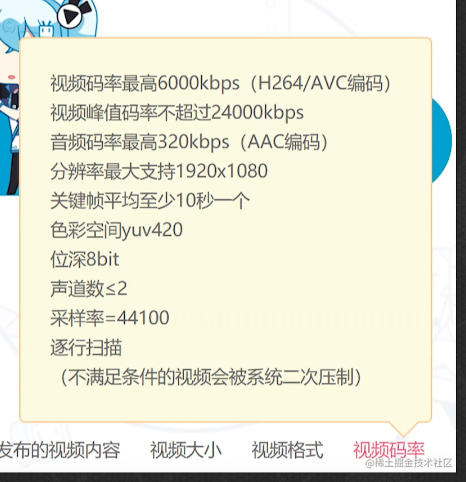 视频码率最高6000kbps（H264/AVC编码）
视频峰值码率不超过24000kbps
音频码率最高320kbps（AAC编码）
分辨率最大支持1920x1080
关键帧平均至少10秒一个
色彩空间yuv420
位深8bit
声道数≤2
采样率=44100
逐行扫描
（不满足条件的视频会被系统二次压制）
发布的视频内容 视频大小 视频格式 视频码率
@稀土掘金技术社区